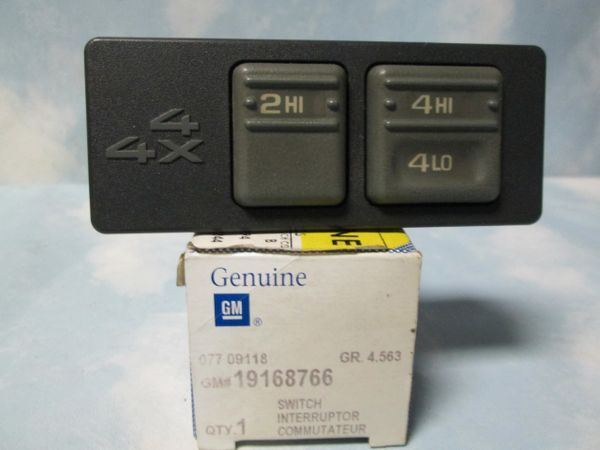 4X4
2HI
4HI
4LO
Genuine
GM ®
077 09118 GR. 4.563
GM# 19168766
SWITCH
INTERRUPTOR
QTY. 1 COMMUTATEUR